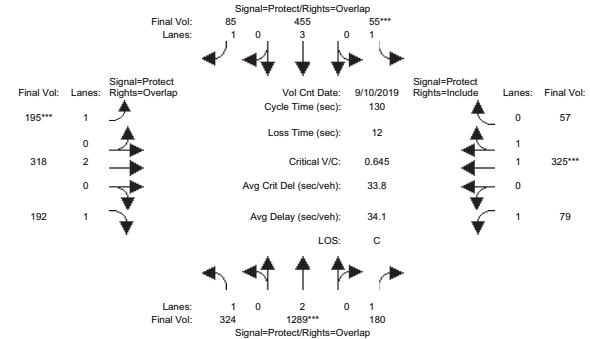 Signal=Protect/Rights=Overlap
Final Vol: 85 455 55***
Lanes: 1 0 3 0 1
Signal=Protect Signal=Protect
Final Vol: Lanes: Rights=Overlap Vol Cnt Date: 9/10/2019 Rights=Include Lanes: Final Vol:
Cycle Time (sec): 130
195*** 1 0 57
Loss Time (sec): 12
0 1
318 2 Critical V/C: 0.645 1 325***
0 Avg Crit Del (sec/veh): 33.8 0
192 1 Avg Delay (sec/veh): 34.1 1 79
LOS: C
Lanes: 1 0 2 0 1
Final Vol: 324 1289*** 180
Signal=Protect/Rights=Overlap